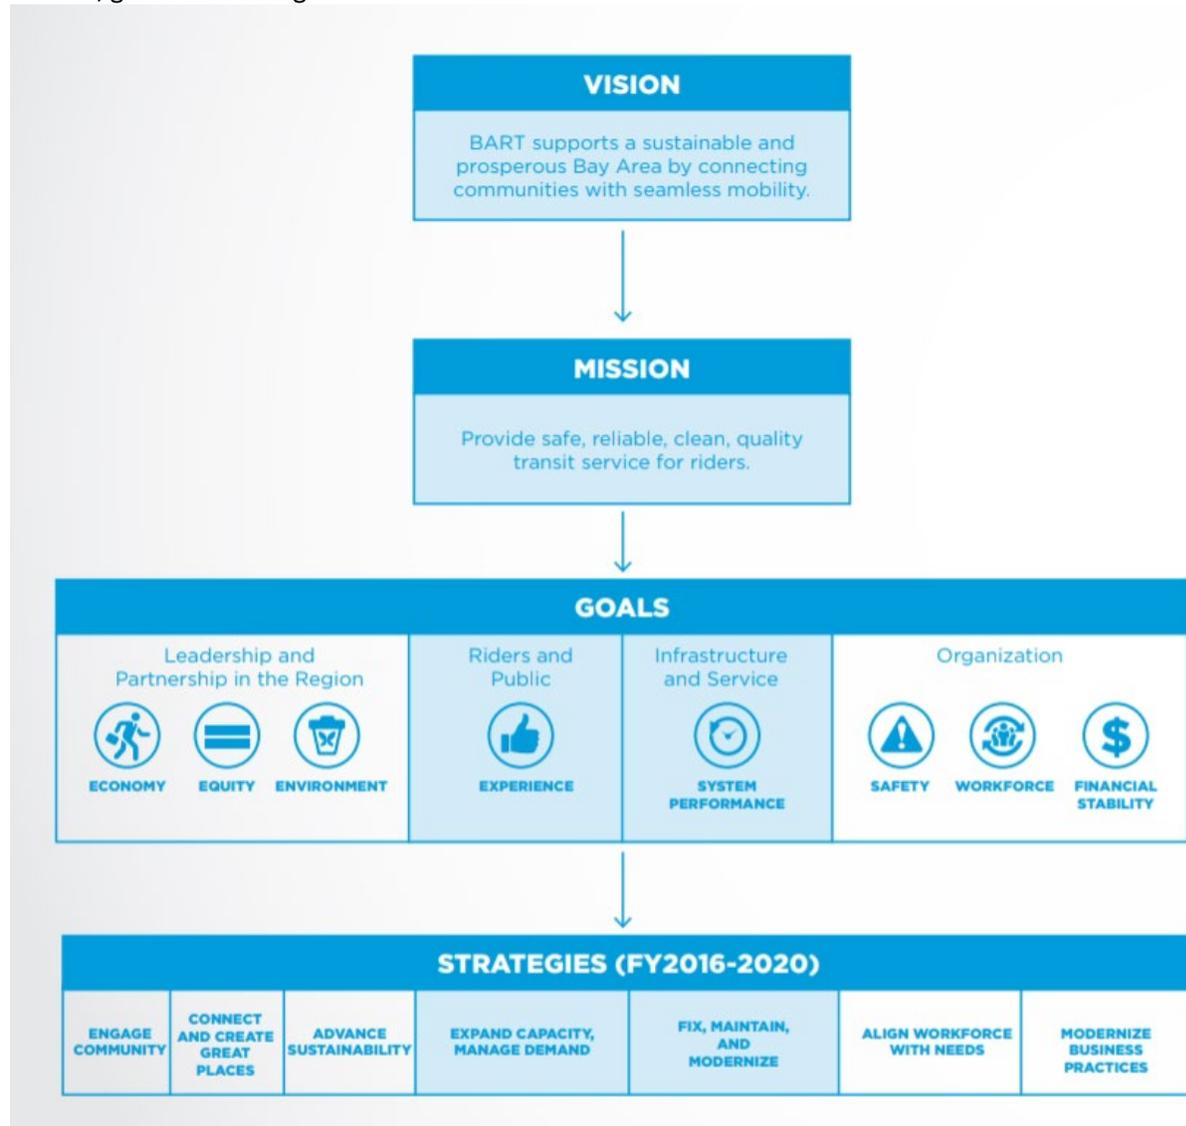 VISION
BART supports a sustainable and
prosperous Bay Area by connecting
communities with seamless mobility.
MISSION
Provide safe, reliable, clean, quality
transit service for riders.
GOALS
Leadership and
Partnership in the Region
ECONOMY
EQUITY
ENVIRONMENT
Riders and
Public
EXPERIENCE
Infrastructure
and Service
SYSTEM
PERFORMANCE
Organization
SAFETY
WORKFORCE
FINANCIAL
STABILITY
$
STRATEGIES (FY2016-2020)
ENGAGE
COMMUNITY
CONNECT
AND CREATE
GREAT
PLACES
ADVANCE
SUSTAINABILITY
EXPAND CAPACITY,
MANAGE DEMAND
FIX, MAINTAIN,
AND
MODERNIZE
ALIGN WORKFORCE
WITH NEEDS
MODERNIZE
BUSINESS
PRACTICES